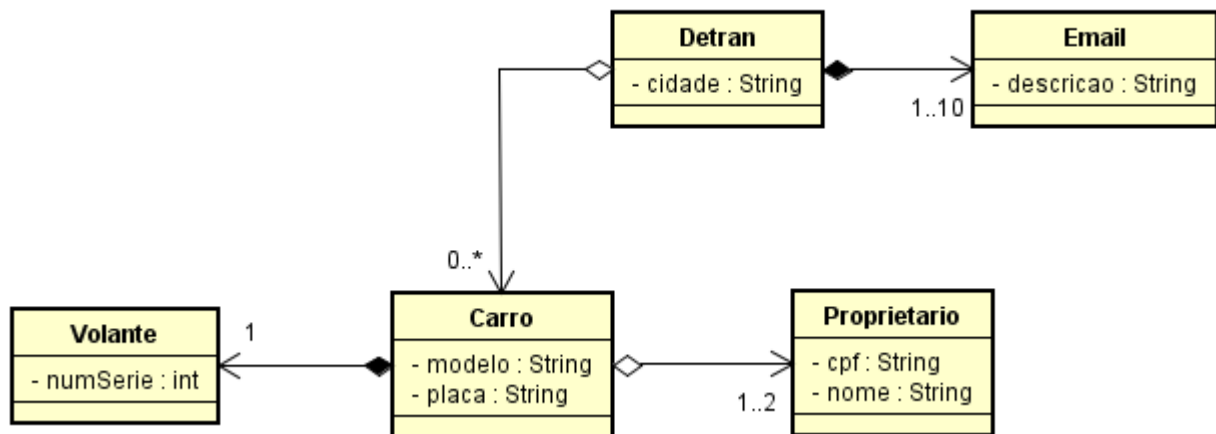 Detran
- cidade : String
Email
- descricao : String
1..10
0..*
Volante
- numSerie : int
1
Carro
- modelo : String
- placa : String
Proprietario
- cpf : String
- nome : String
1..2